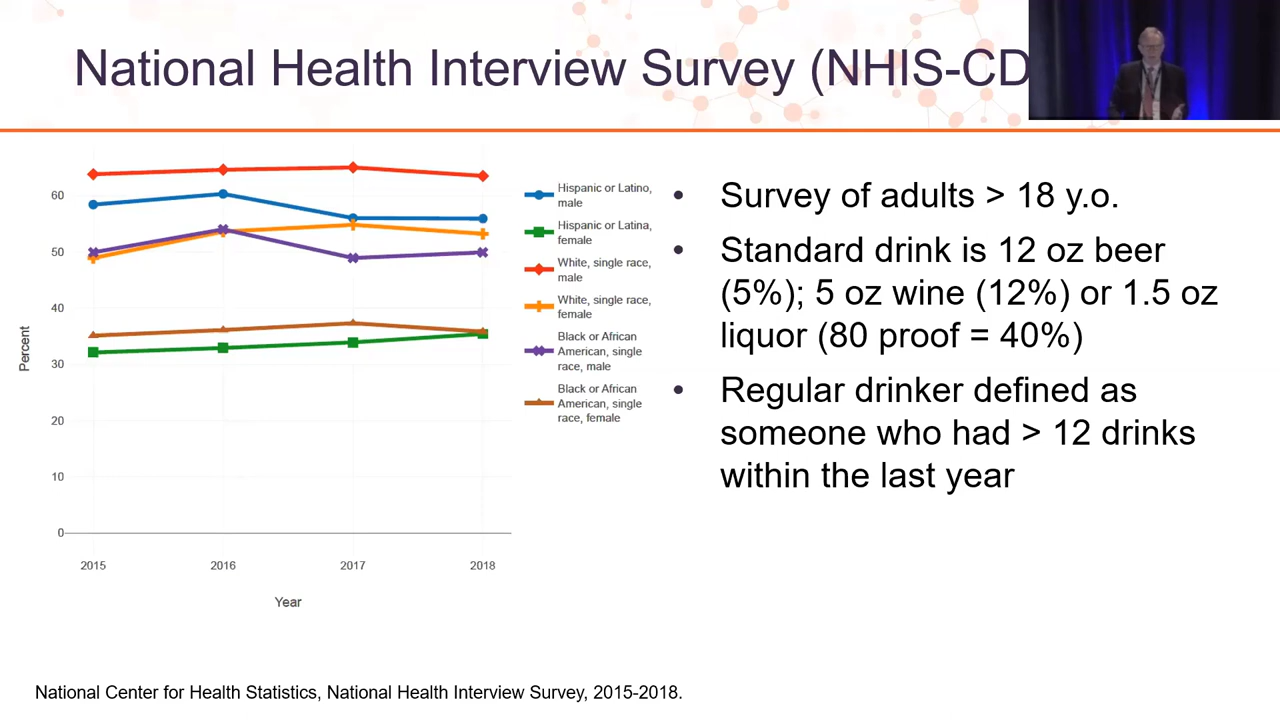 National Health Interview Survey (NHIS-CD
60
50
40
30
20
10
0
Percent
2015
2016
2017
2018
Year
Hispanic or Latino,
male
Hispanic or Latina,
female
White, single race,
male
White, single race,
female
Black or African
American, single
race, male
Black or African
American, single
race, female
• Survey of adults > 18 y.o.
• Standard drink is 12 oz beer
(5%); 5 oz wine (12%) or 1.5 oz
liquor (80 proof = 40%)
• Regular drinker defined as
someone who had > 12 drinks
within the last year
National Center for Health Statistics, National Health Interview Survey, 2015-2018.